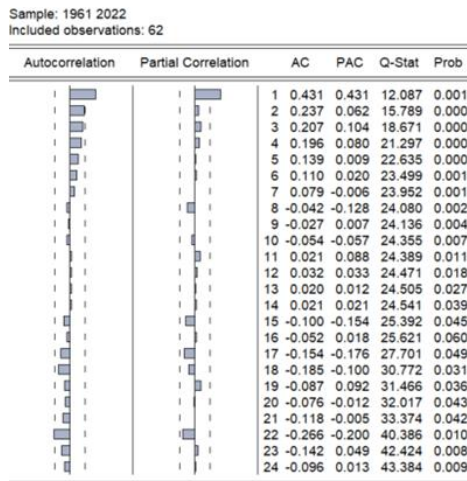 Sample: 1961 2022
Included observations: 62
Autocorrelation Partial Correlation AC PAC Q-Stat Prob
1 0.431 0.431 12.087 0.001
2 0.237 0.062 15.789 0.000
3 0.207 0.104 18.671 0.000
4 0.196 0.080 21.297 0.000
5 0.139 0.009 22.635 0.000
6 0.110 0.020 23.499 0.001
7 0.079 -0.006 23.952 0.001
8 -0.042 -0.128 24.080 0.002
9 -0.027 0.007 24.136 0.004
10 -0.054 -0.057 24.355 0.007
11 0.021 0.088 24.389 0.011
12 0.032 0.033 24.471 0.018
13 0.020 0.012 24.505 0.027
14 0.021 0.021 24.541 0.039
15 -0.100 -0.154 25.392 0.045
16 -0.052 0.018 25.621 0.060
17 -0.154 -0.176 27.701 0.049
18 -0.185 -0.100 30.772 0.031
19 -0.087 0.092 31.466 0.036
20 -0.076 -0.012 32.017 0.043
21 -0.118 -0.005 33.374 0.042
22 -0.266 -0.200 40.386 0.010
23 -0.142 0.049 42.424 0.008
24 -0.096 0.013 43.384 0.009